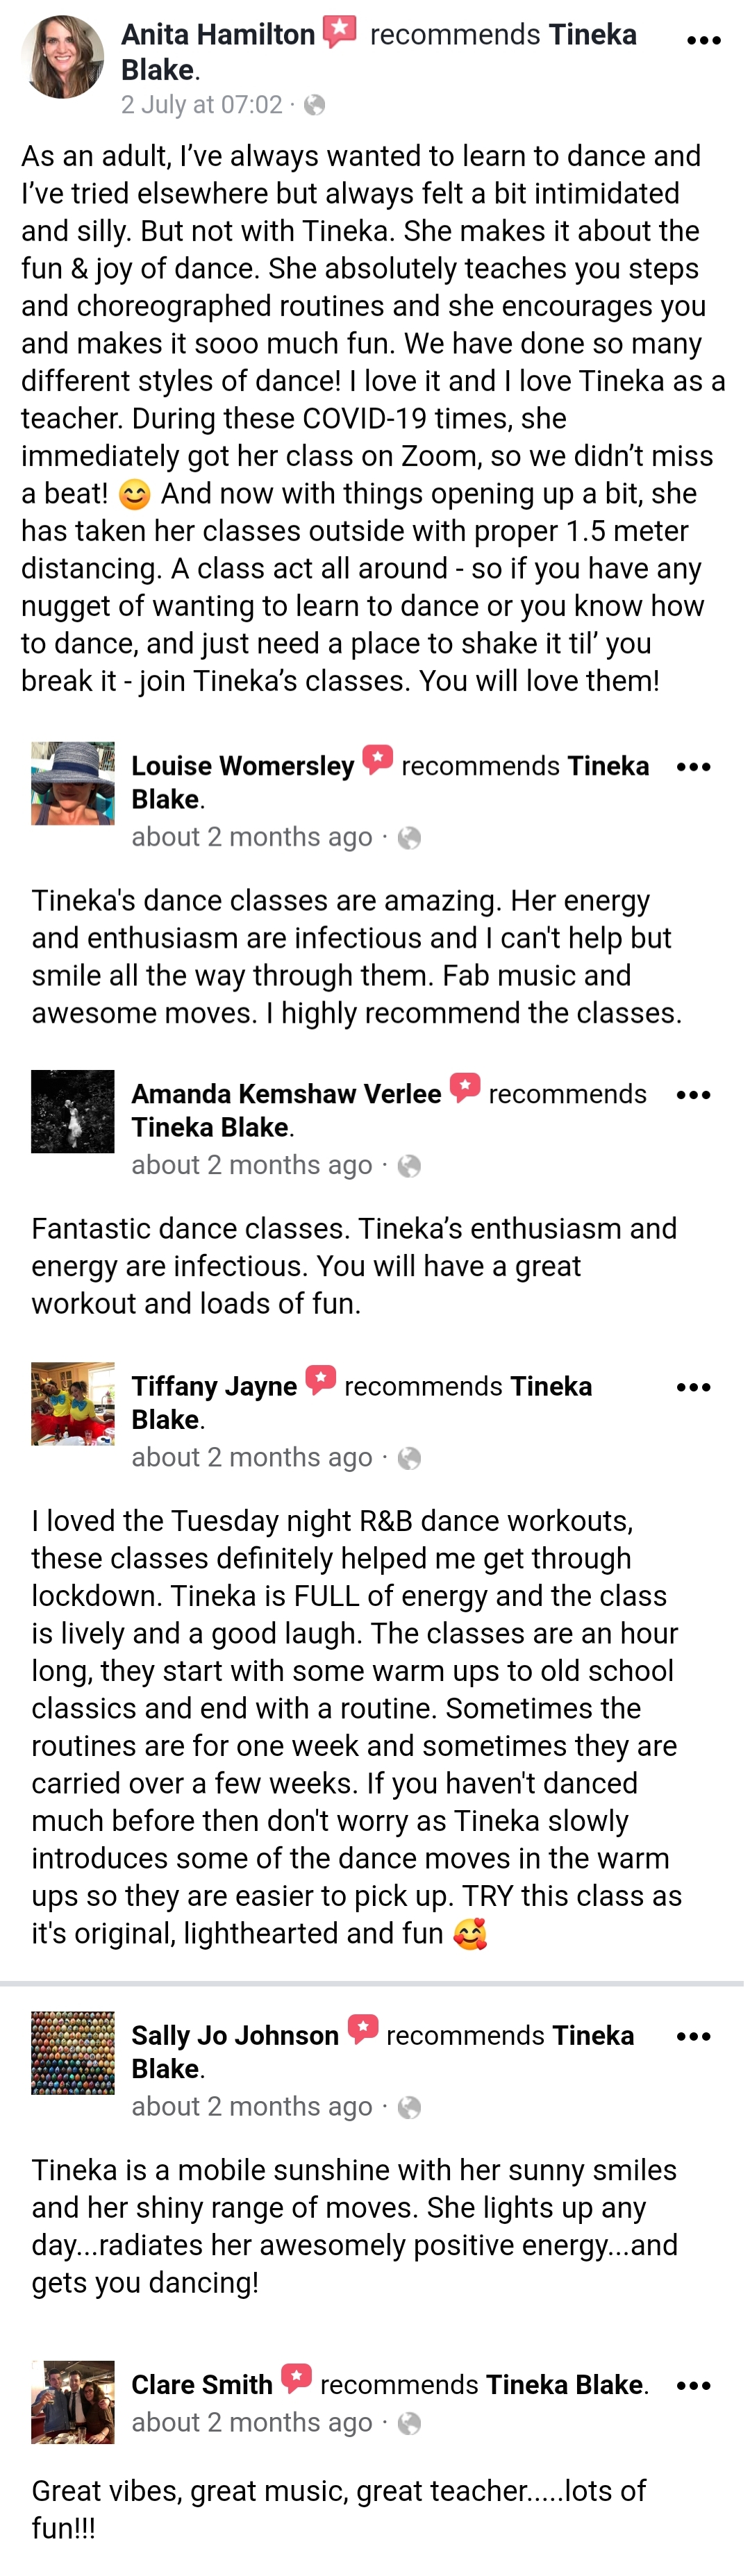 Anita Hamilton recommends Tineka
Blake.
2 July at 07:02 ·
As an adult, I’ve always wanted to learn to dance and
I’ve tried elsewhere but always felt a bit intimidated
and silly. But not with Tineka. She makes it about the
fun & joy of dance. She absolutely teaches you steps
and choreographed routines and she encourages you
and makes it sooo much fun. We have done so many
different styles of dance! I love it and I love Tineka as a
teacher. During these COVID-19 times, she
immediately got her class on Zoom, so we didn’t miss
a beat! 😊 And now with things opening up a bit, she
has taken her classes outside with proper 1.5 meter
distancing. A class act all around - so if you have any
nugget of wanting to learn to dance or you know how
to dance, and just need a place to shake it til’ you
break it - join Tineka’s classes. You will love them!
Louise Womersley recommends Tineka
Blake.
about 2 months ago ·
Tineka's dance classes are amazing. Her energy
and enthusiasm are infectious and I can't help but
smile all the way through them. Fab music and
awesome moves. I highly recommend the classes.
Amanda Kemshaw Verlee recommends
Tineka Blake.
about 2 months ago ·
Fantastic dance classes. Tineka’s enthusiasm and
energy are infectious. You will have a great
workout and loads of fun.
Tiffany Jayne recommends Tineka
Blake.
about 2 months ago ·
I loved the Tuesday night R&B dance workouts,
these classes definitely helped me get through
lockdown. Tineka is FULL of energy and the class
is lively and a good laugh. The classes are an hour
long, they start with some warm ups to old school
classics and end with a routine. Sometimes the
routines are for one week and sometimes they are
carried over a few weeks. If you haven't danced
much before then don't worry as Tineka slowly
introduces some of the dance moves in the warm
ups so they are easier to pick up. TRY this class as
it's original, lighthearted and fun 🥰
Sally Jo Johnson recommends Tineka
Blake.
about 2 months ago ·
Tineka is a mobile sunshine with her sunny smiles
and her shiny range of moves. She lights up any
day...radiates her awesomely positive energy...and
gets you dancing!
Clare Smith recommends Tineka Blake.
about 2 months ago ·
Great vibes, great music, great teacher.....lots of
fun!!!